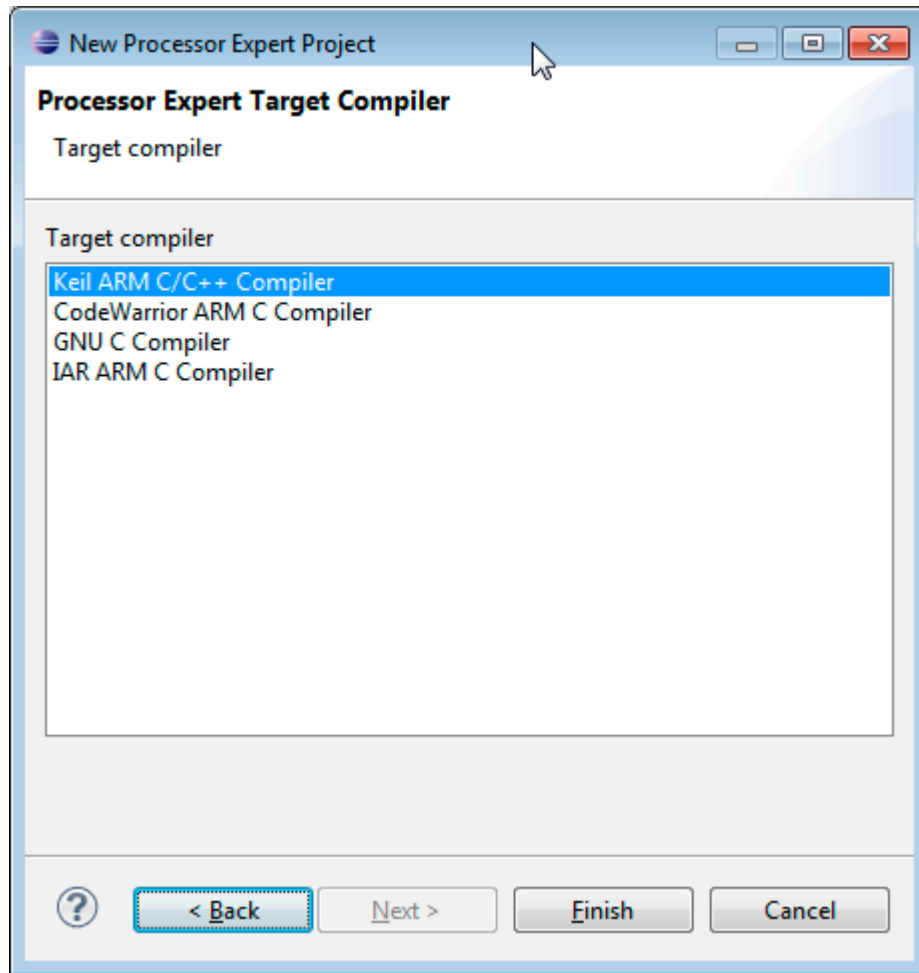 New Processor Expert Project
Processor Expert Target Compiler
Target compiler
Target compiler
Keil ARM C/C++ Compiler
CodeWarrior ARM C Compiler
GNU C Compiler
IAR ARM C Compiler
? < Back Next > Finish Cancel